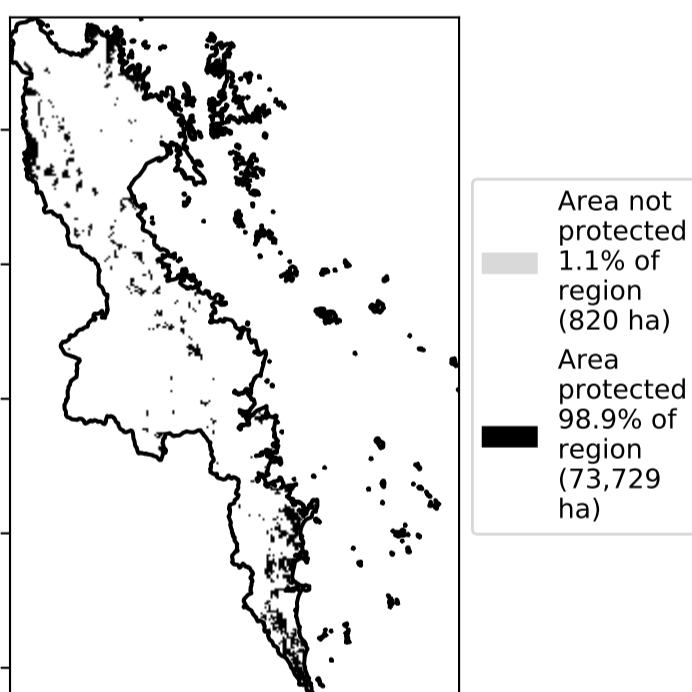 Area not
protected
1.1% of
region
(820 ha)
Area
protected
98.9% of
region
(73,729
ha)